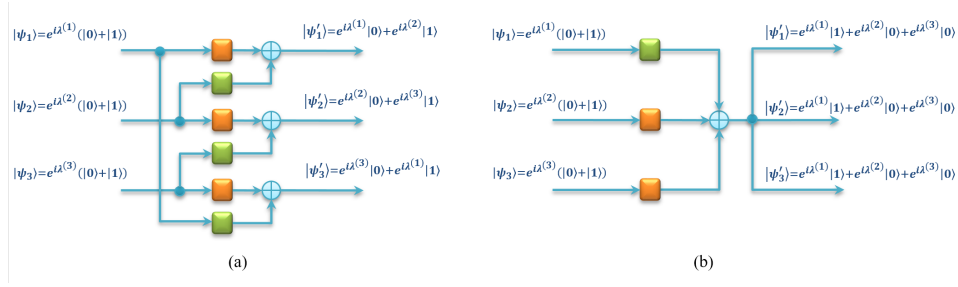 |ψ₁⟩=e^{iλ^{(1)}}(|0⟩+|1⟩)
|ψ′₁⟩=e^{iλ^{(1)}}|0⟩+e^{iλ^{(2)}}|1⟩
|ψ₂⟩=e^{iλ^{(2)}}(|0⟩+|1⟩)
|ψ′₂⟩=e^{iλ^{(2)}}|0⟩+e^{iλ^{(3)}}|1⟩
|ψ₃⟩=e^{iλ^{(3)}}(|0⟩+|1⟩)
|ψ′₃⟩=e^{iλ^{(3)}}|0⟩+e^{iλ^{(1)}}|1⟩
(a)
|ψ₁⟩=e^{iλ^{(1)}}(|0⟩+|1⟩)
|ψ′₁⟩=e^{iλ^{(1)}}|1⟩+e^{iλ^{(2)}}|0⟩+e^{iλ^{(3)}}|0⟩
|ψ₂⟩=e^{iλ^{(2)}}(|0⟩+|1⟩)
|ψ′₂⟩=e^{iλ^{(1)}}|1⟩+e^{iλ^{(2)}}|0⟩+e^{iλ^{(3)}}|0⟩
|ψ₃⟩=e^{iλ^{(3)}}(|0⟩+|1⟩)
|ψ′₃⟩=e^{iλ^{(1)}}|1⟩+e^{iλ^{(2)}}|0⟩+e^{iλ^{(3)}}|0⟩
(b)